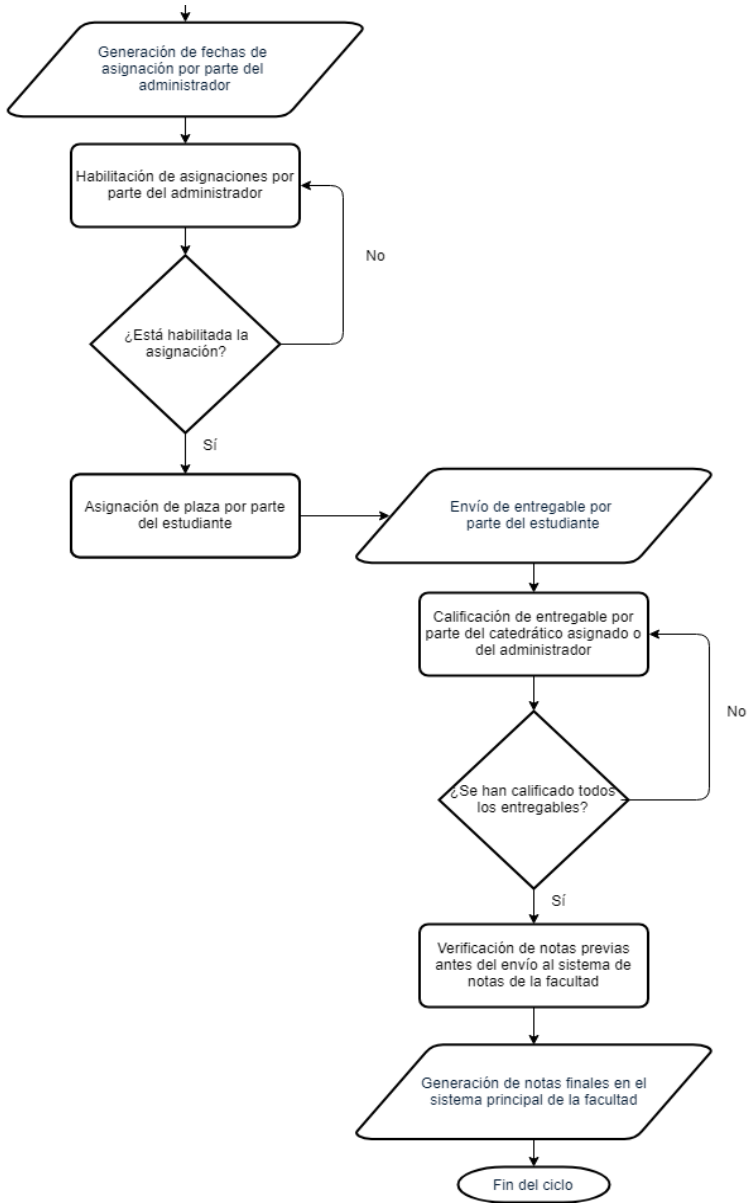 Generación de fechas de
asignación por parte del
administrador
Habilitación de asignaciones por
parte del administrador
No
¿Está habilitada la
asignación?
Sí
Asignación de plaza por parte
del estudiante
Envío de entregable por
parte del estudiante
Calificación de entregable por
parte del catedrático asignado o
del administrador
No
¿Se han calificado todos
los entregables?
Sí
Verificación de notas previas
antes del envío al sistema de
notas de la facultad
Generación de notas finales en el
sistema principal de la facultad
Fin del ciclo